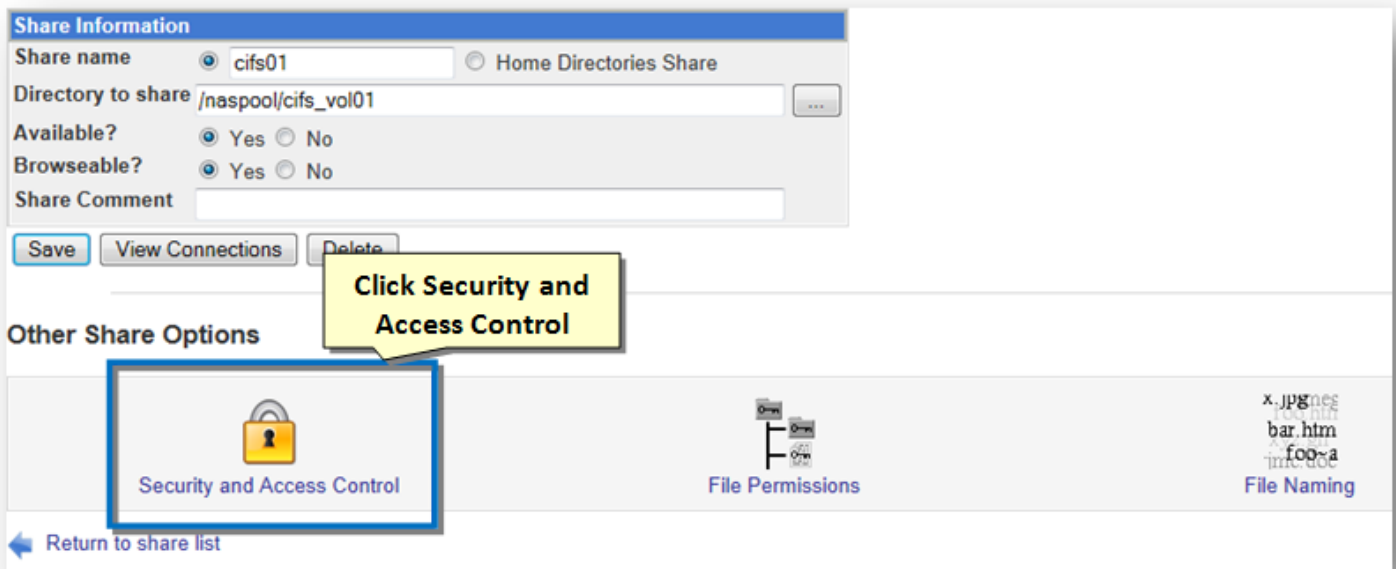 Share Information
Share name cifs01 Home Directories Share
Directory to share /naspool/cifs_vol01 ...
Available? Yes No
Browseable? Yes No
Share Comment
Save View Connections Delete
Click Security and
Access Control
Other Share Options
x.jpg
bar.htm
foo~a
Security and Access Control File Permissions File Naming
Return to share list